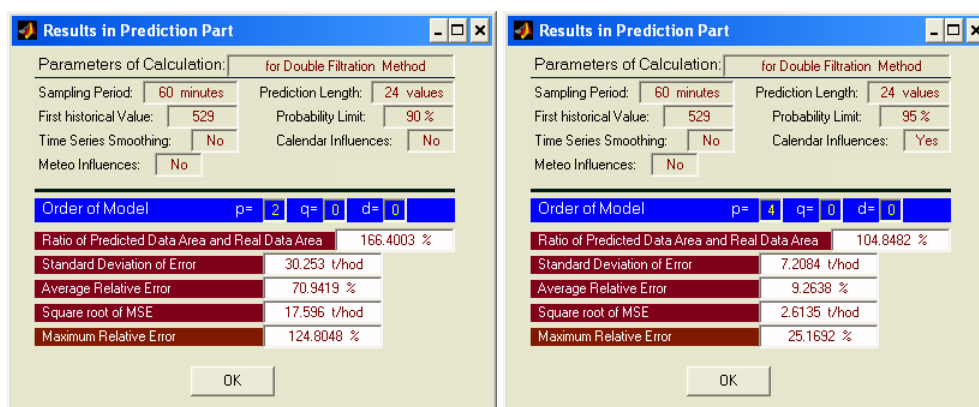 Results in Prediction Part
Parameters of Calculation: for Double Filtration Method
Sampling Period: 60 minutes Prediction Length: 24 values
First historical Value: 529 Probability Limit: 90 %
Time Series Smoothing: No Calendar Influences: No
Meteo Influences: No
Order of Model p= 2 q= 0 d= 0
Ratio of Predicted Data Area and Real Data Area 166.4003 %
Standard Deviation of Error 30.253 t/hod
Average Relative Error 70.9419 %
Square root of MSE 17.596 t/hod
Maximum Relative Error 124.8048 %
OK
Results in Prediction Part
Parameters of Calculation: for Double Filtration Method
Sampling Period: 60 minutes Prediction Length: 24 values
First historical Value: 529 Probability Limit: 95 %
Time Series Smoothing: No Calendar Influences: Yes
Meteo Influences: No
Order of Model p= 4 q= 0 d= 0
Ratio of Predicted Data Area and Real Data Area 104.8482 %
Standard Deviation of Error 7.2084 t/hod
Average Relative Error 9.2638 %
Square root of MSE 2.6135 t/hod
Maximum Relative Error 25.1692 %
OK